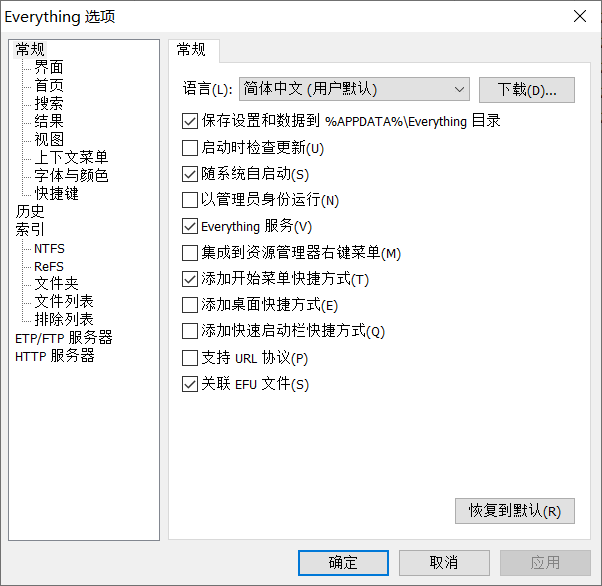 Everything 选项
常规
界面
首页
搜索
结果
视图
上下文菜单
字体与颜色
快捷键
历史
索引
NTFS
ReFS
文件夹
文件列表
排除列表
ETP/FTP 服务器
HTTP 服务器
常规
语言(L): 简体中文 (用户默认) 下载(D)...
保存设置和数据到 %APPDATA%\Everything 目录
启动时检查更新(U)
随系统自启动(S)
以管理员身份运行(N)
Everything 服务(V)
集成到资源管理器右键菜单(M)
添加开始菜单快捷方式(T)
添加桌面快捷方式(E)
添加快速启动栏快捷方式(Q)
支持 URL 协议(P)
关联 EFU 文件(S)
恢复到默认(R)
确定 取消 应用